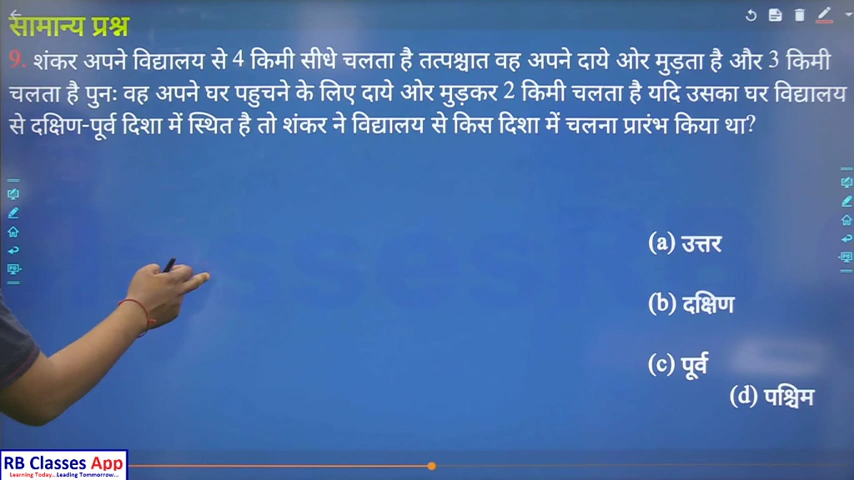 सामान्य प्रश्न
9. शंकर अपने विद्यालय से 4 किमी सीधे चलता है तत्पश्चात वह अपने दाये ओर मुड़ता है और 3 किमी
चलता है पुनः वह अपने घर पहुचने के लिए दाये ओर मुड़कर 2 किमी चलता है यदि उसका घर विद्यालय
से दक्षिण-पूर्व दिशा में स्थित है तो शंकर ने विद्यालय से किस दिशा में चलना प्रारंभ किया था?
(a) उत्तर
(b) दक्षिण
(c) पूर्व
(d) पश्चिम
RB Classes App
Learning Today...Leading Tommorrow...